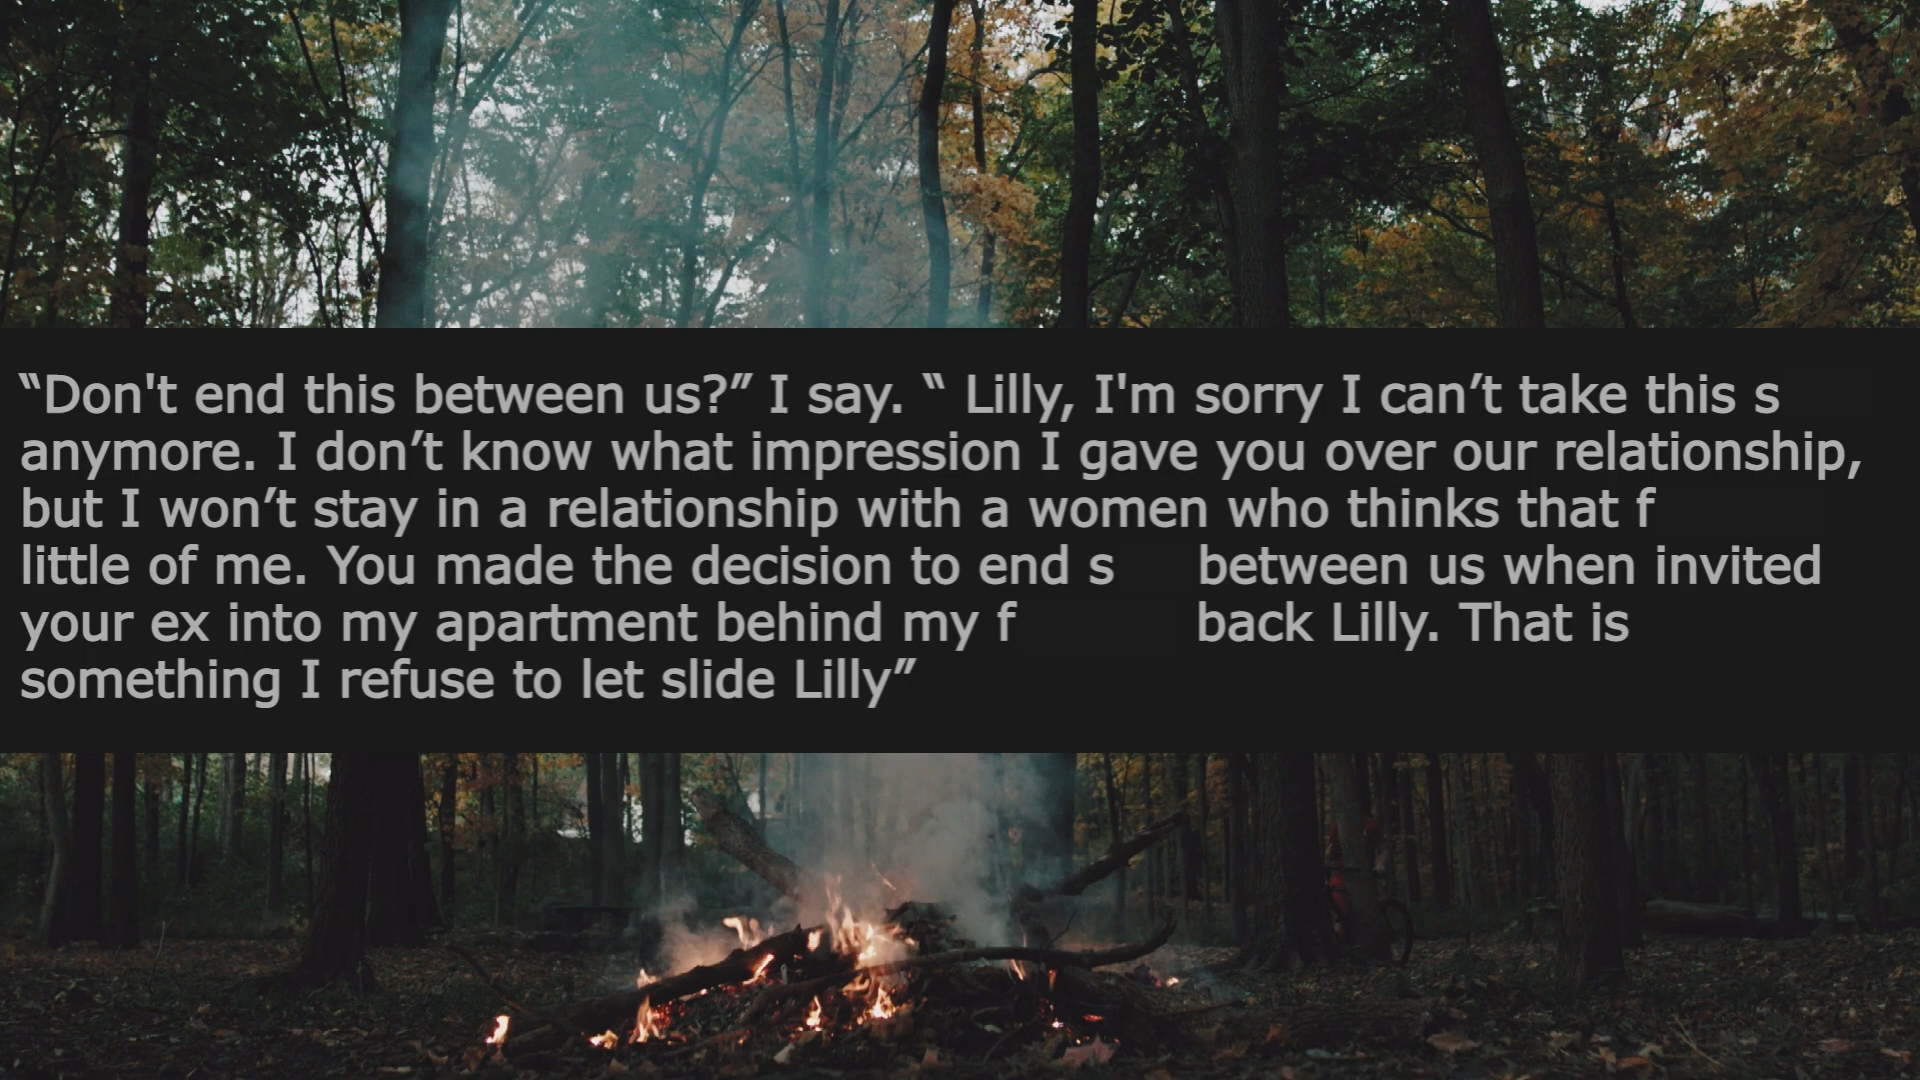 “Don't end this between us?” I say. “ Lilly, I'm sorry I can’t take this s
anymore. I don’t know what impression I gave you over our relationship,
but I won’t stay in a relationship with a women who thinks that f
little of me. You made the decision to end s between us when invited
your ex into my apartment behind my f back Lilly. That is
something I refuse to let slide Lilly”